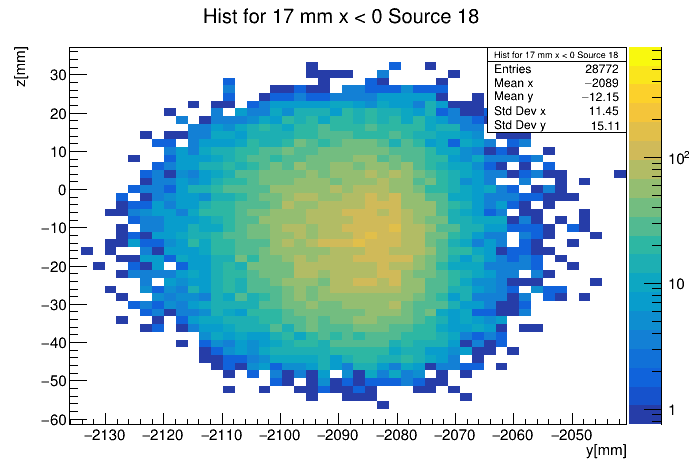 Hist for 17 mm x < 0 Source 18
z[mm]
Hist for 17 mm x < 0 Source 18
Entries 28772
Mean x −2089
Mean y −12.15
Std Dev x 11.45
Std Dev y 15.11
30
20
10
0
−10
−20
−30
−40
−50
−60
10²
10
1
−2130 −2120 −2110 −2100 −2090 −2080 −2070 −2060 −2050
y[mm]